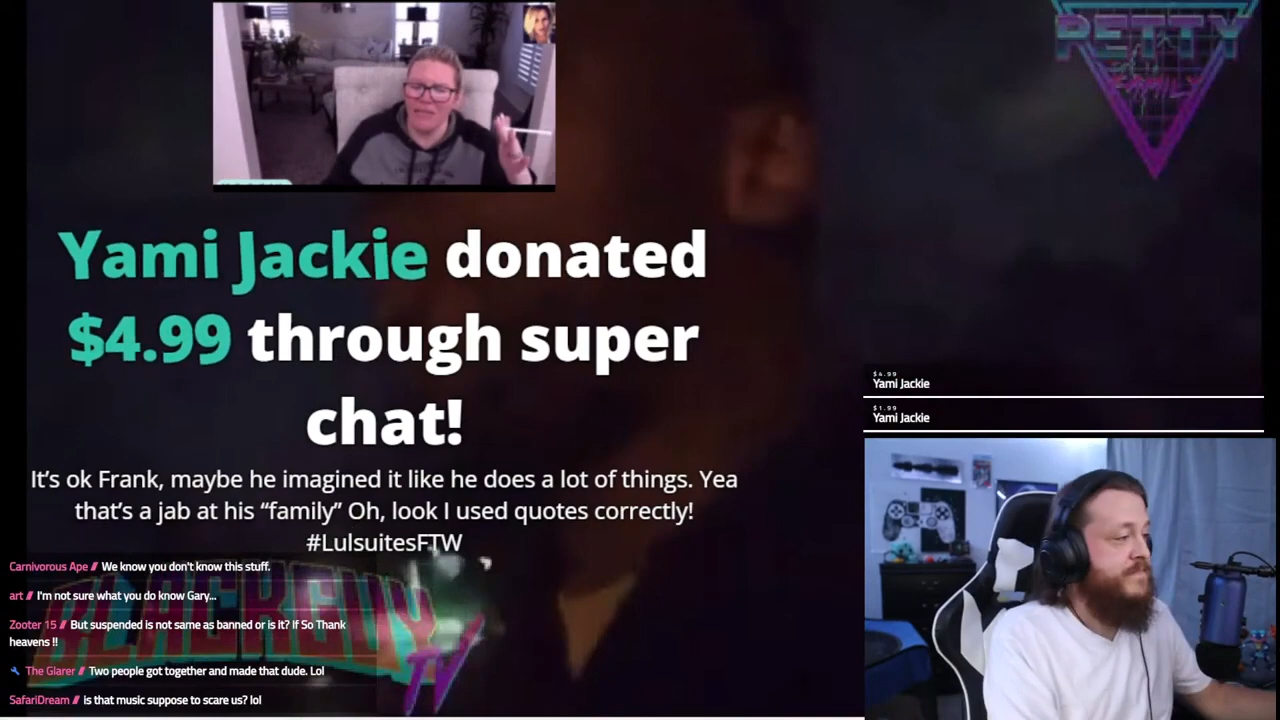 PETTY
FAMILY
Yami Jackie donated
$4.99 through super
chat!
It's ok Frank, maybe he imagined it like he does a lot of things. Yea
that's a jab at his “family” Oh, look I used quotes correctly!
#LulsuitesFTW
$4.99
Yami Jackie
$1.99
Yami Jackie
Carnivorous Ape // We know you don't know this stuff.
art // I'm not sure what you do know Gary...
Zooter 15 // But suspended is not same as banned or is it? If So Thank
heavens !!
The Glarer // Two people got together and made that dude. Lol
SafariDream // is that music suppose to scare us? lol
BLACKGUY
TV